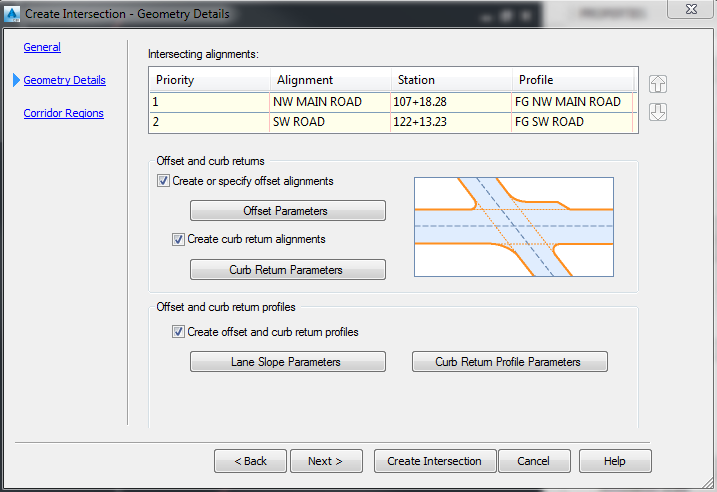 Create Intersection - Geometry Details
General
Geometry Details
Corridor Regions
Intersecting alignments:
Priority Alignment Station Profile
1 NW MAIN ROAD 107+18.28 FG NW MAIN ROAD
2 SW ROAD 122+13.23 FG SW ROAD
Offset and curb returns
Create or specify offset alignments
Offset Parameters
Create curb return alignments
Curb Return Parameters
Offset and curb return profiles
Create offset and curb return profiles
Lane Slope Parameters Curb Return Profile Parameters
< Back Next > Create Intersection Cancel Help